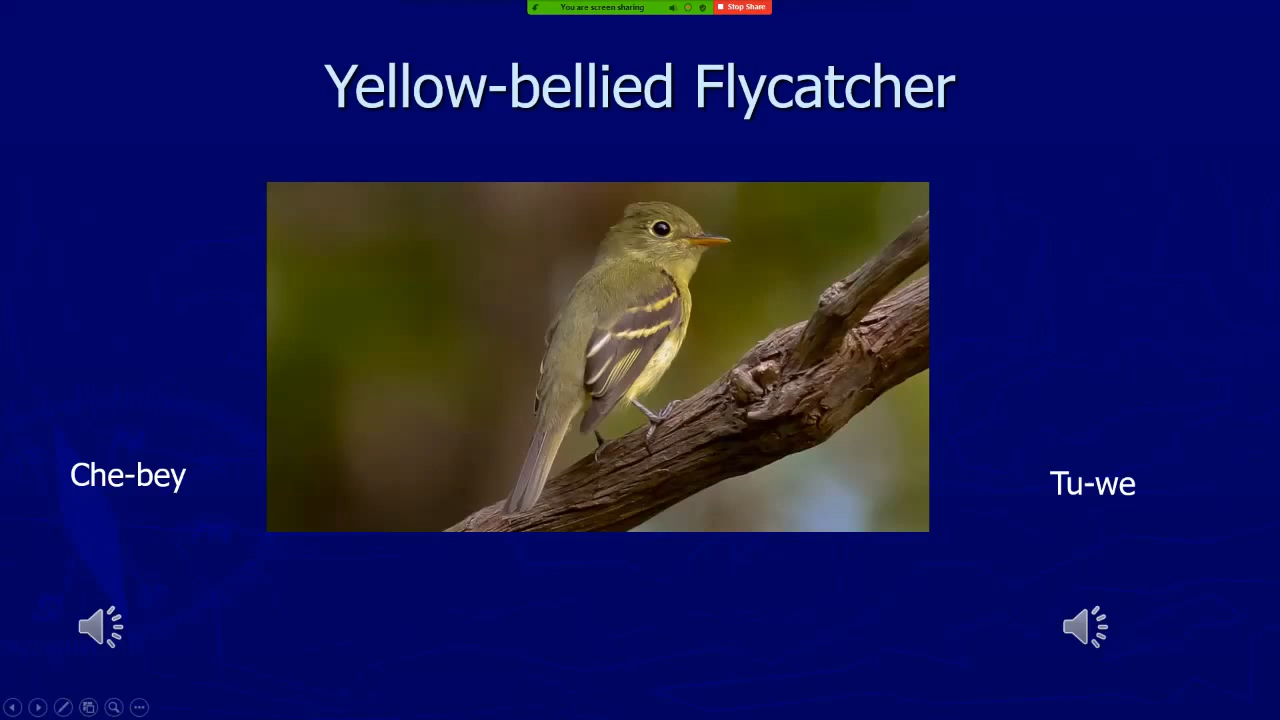 You are screen sharing
Stop Share
Yellow-bellied Flycatcher
Che-bey
Tu-we